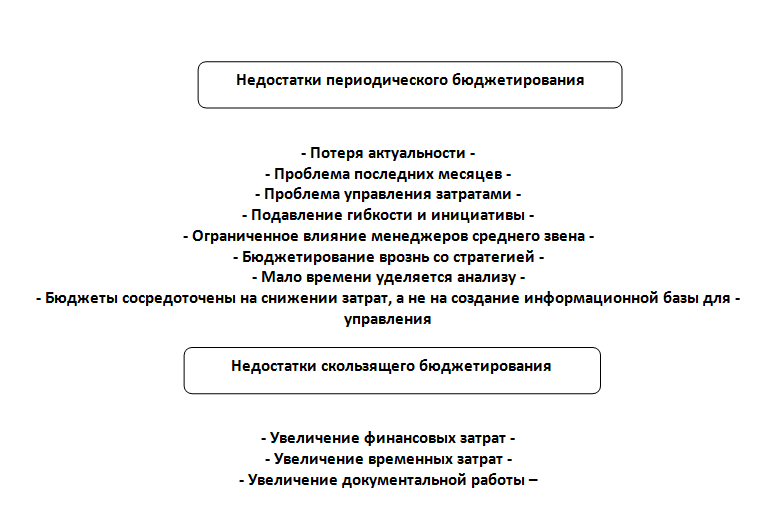 Недостатки периодического бюджетирования
- Потеря актуальности -
- Проблема последних месяцев -
- Проблема управления затратами -
- Подавление гибкости и инициативы -
- Ограниченное влияние менеджеров среднего звена -
- Бюджетирование врознь со стратегией -
- Мало времени уделяется анализу -
- Бюджеты сосредоточены на снижении затрат, а не на создание информационной базы для -
управления
Недостатки скользящего бюджетирования
- Увеличение финансовых затрат -
- Увеличение временных затрат -
- Увеличение документальной работы –